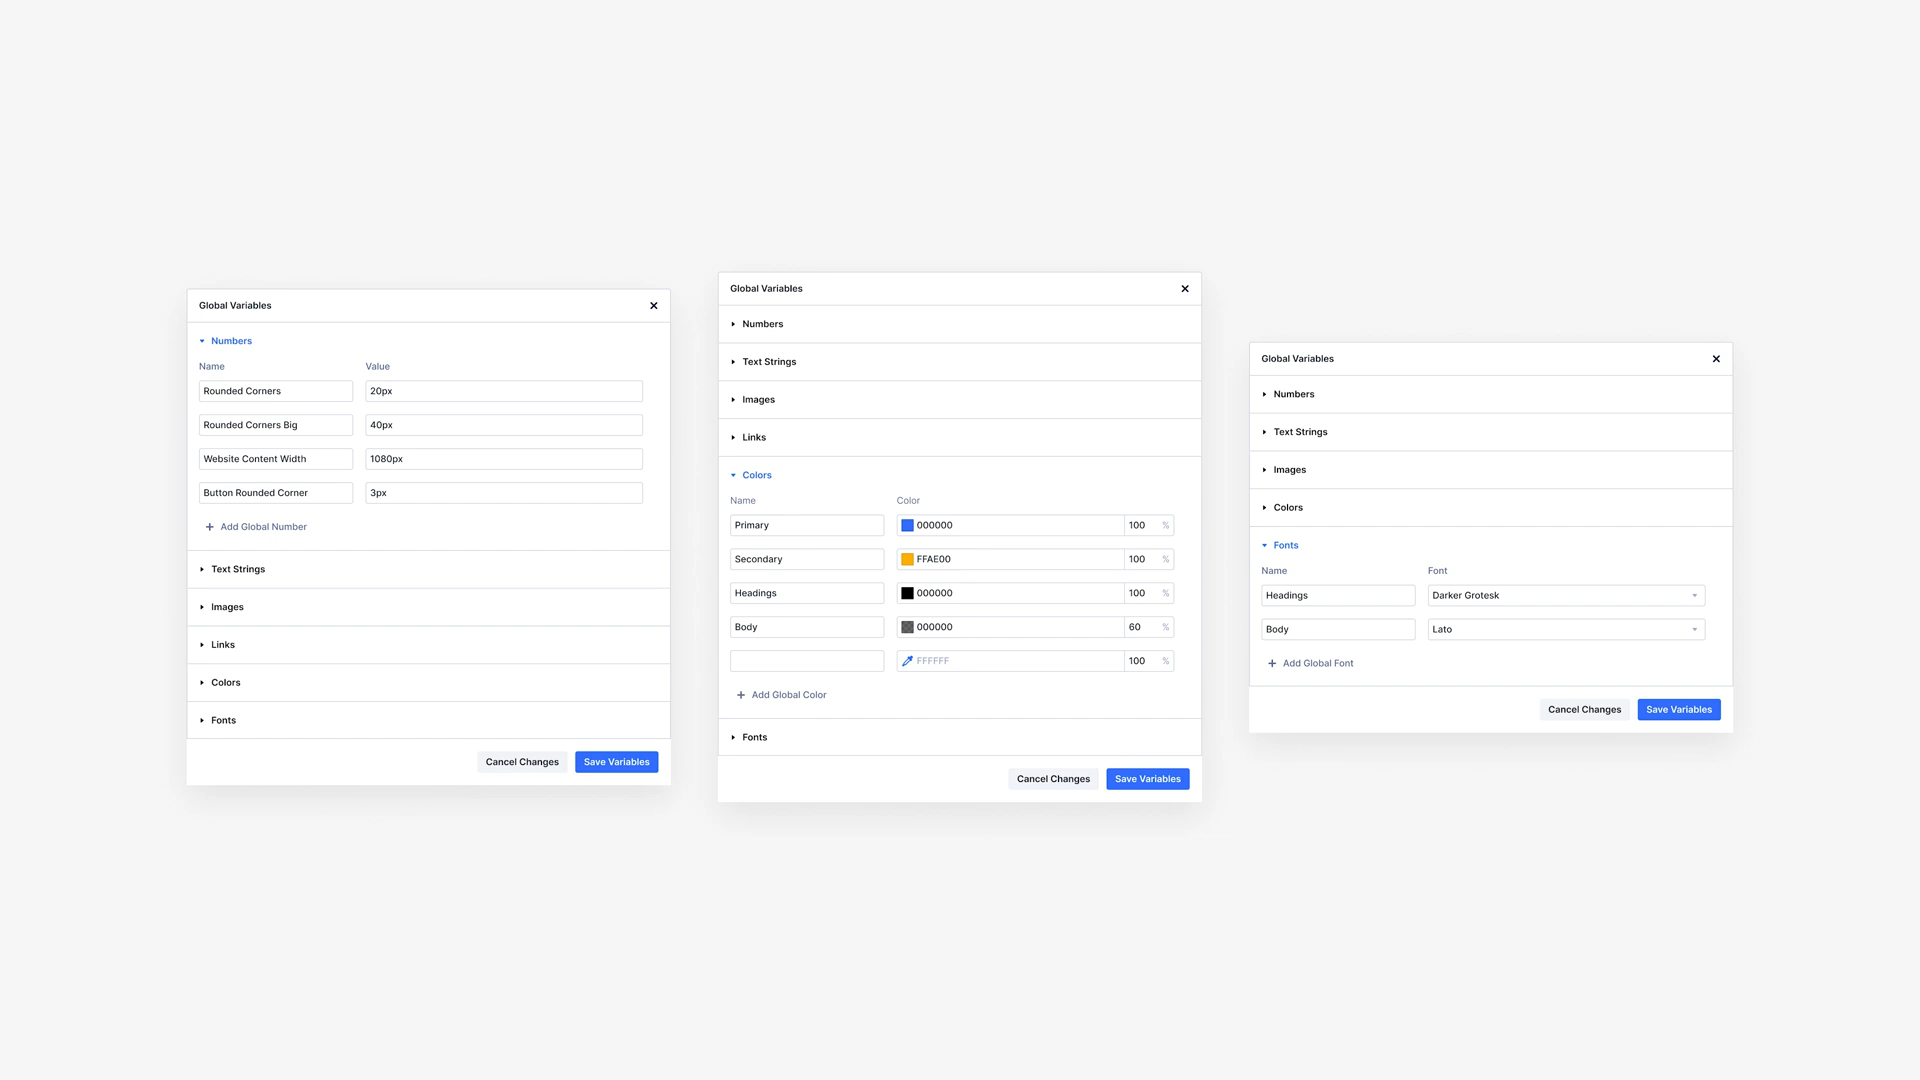 Global Variables
Numbers
Name Value
Rounded Corners 20px
Rounded Corners Big 40px
Website Content Width 1080px
Button Rounded Corner 3px
Add Global Number
Text Strings
Images
Links
Colors
Fonts
Cancel Changes Save Variables
Global Variables
Numbers
Text Strings
Images
Links
Colors
Name Color
Primary 000000 100 %
Secondary FFAE00 100 %
Headings 000000 100 %
Body 000000 60 %
FFFFFF 100 %
Add Global Color
Fonts
Cancel Changes Save Variables
Global Variables
Numbers
Text Strings
Images
Colors
Fonts
Name Font
Headings Darker Grotesk
Body Lato
Add Global Font
Cancel Changes Save Variables